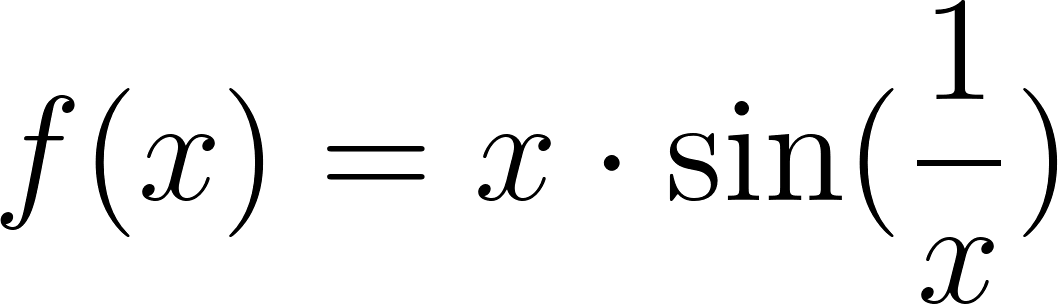 f(x) = x · sin(1/x)